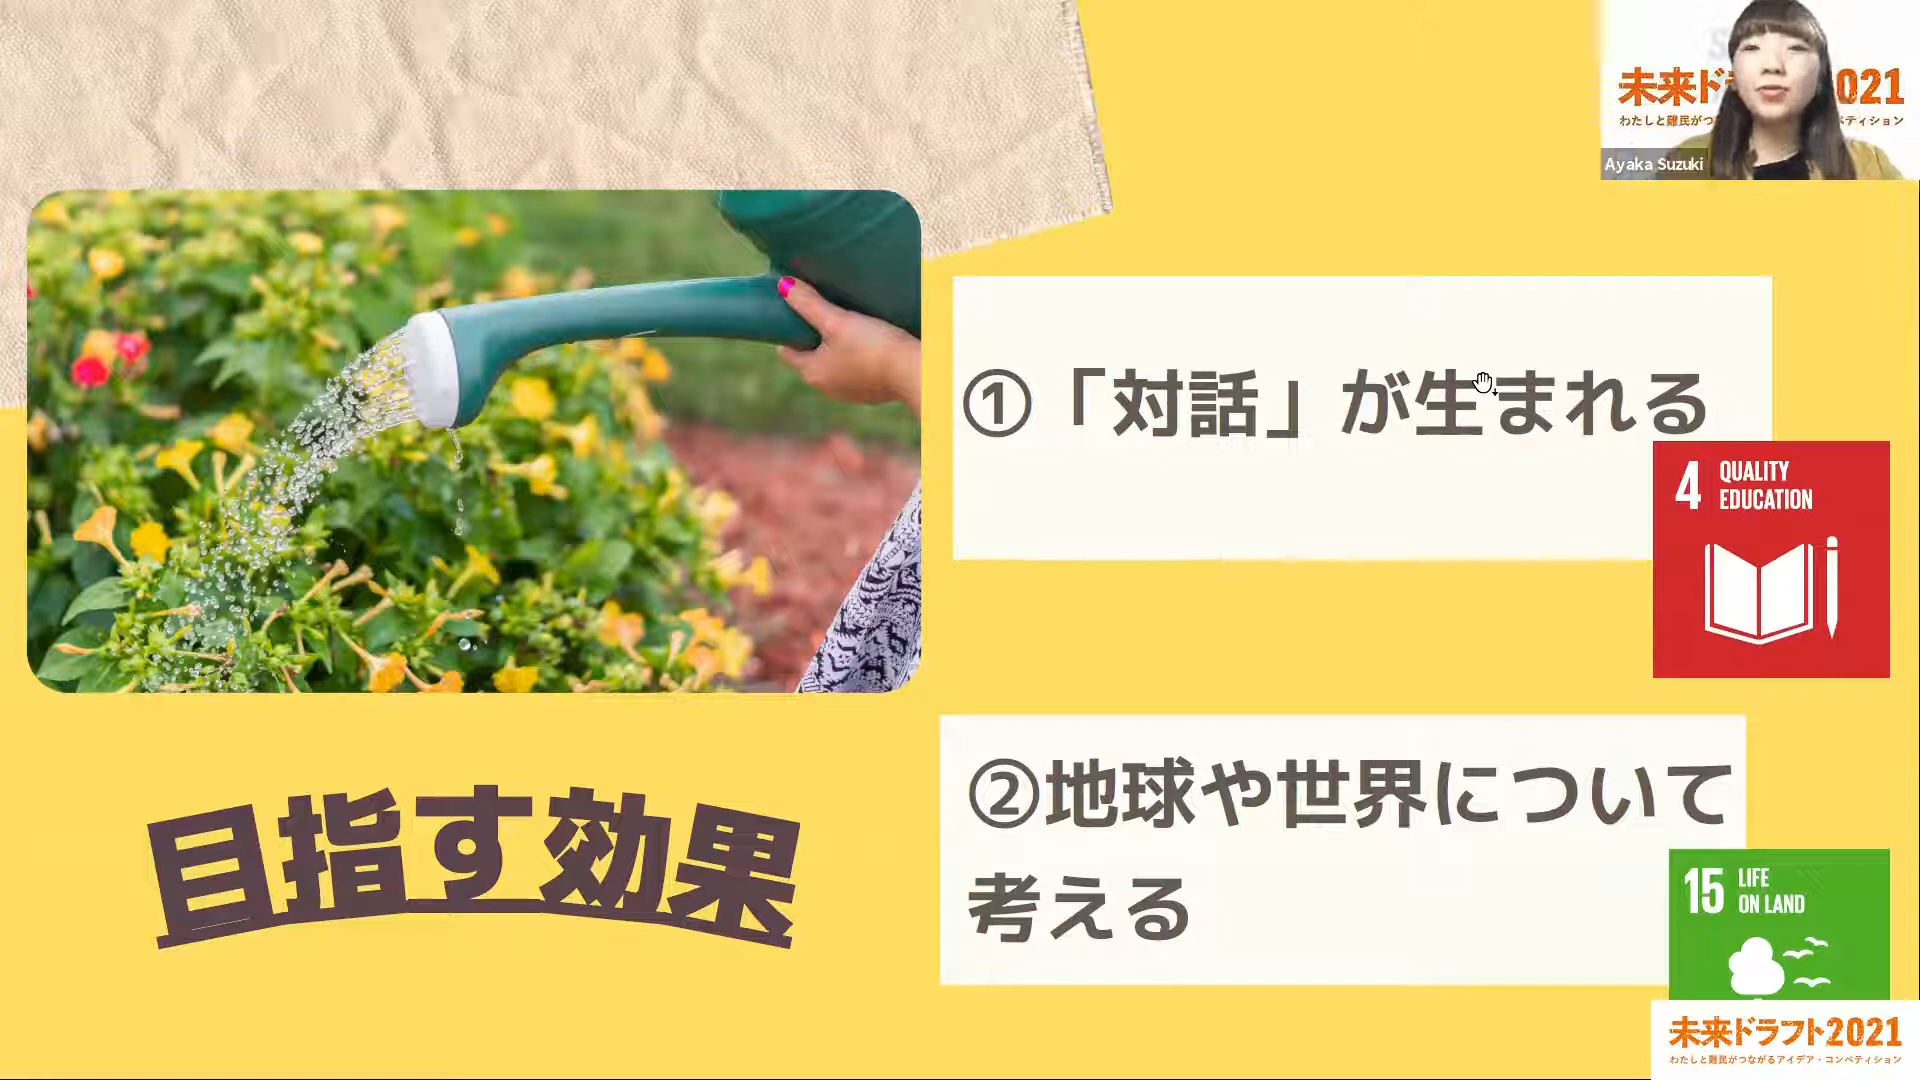 未来ド
021
わたしと難民がつ
ペティション
Ayaka Suzuki
①「対話」が生まれる
4 QUALITY
EDUCATION
②地球や世界について
考える
15 LIFE
ON LAND
目指す効果
未来ドラフト2021
わたしと難民がつながるアイデア・コンペティション